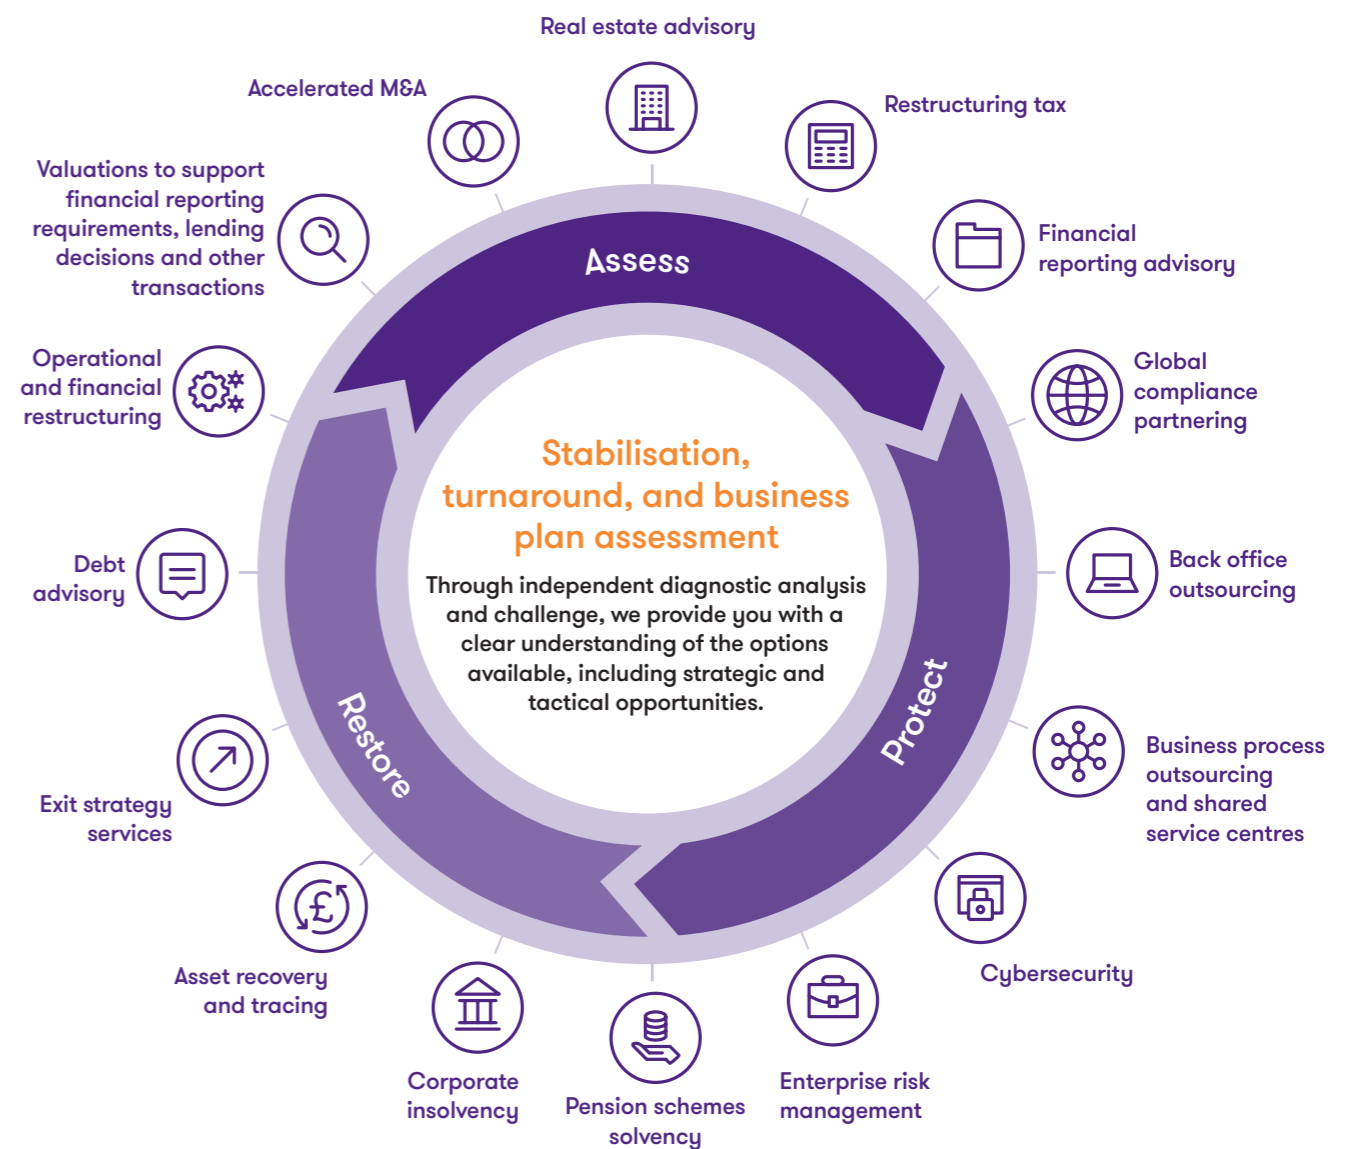 Real estate advisory
Accelerated M&A
Restructuring tax
Valuations to support
financial reporting
requirements, lending
decisions and other
transactions
Financial
reporting advisory
Assess
Operational
and financial
restructuring
Global
compliance
partnering
Stabilisation,
turnaround, and business
plan assessment
Through independent diagnostic analysis
and challenge, we provide you with a
clear understanding of the options
available, including strategic and
tactical opportunities.
Debt
advisory
Back office
outsourcing
Protect
Restore
Business process
outsourcing
and shared
service centres
Exit strategy
services
£
Cybersecurity
Asset recovery
and tracing
Corporate
insolvency
Pension schemes
solvency
Enterprise risk
management